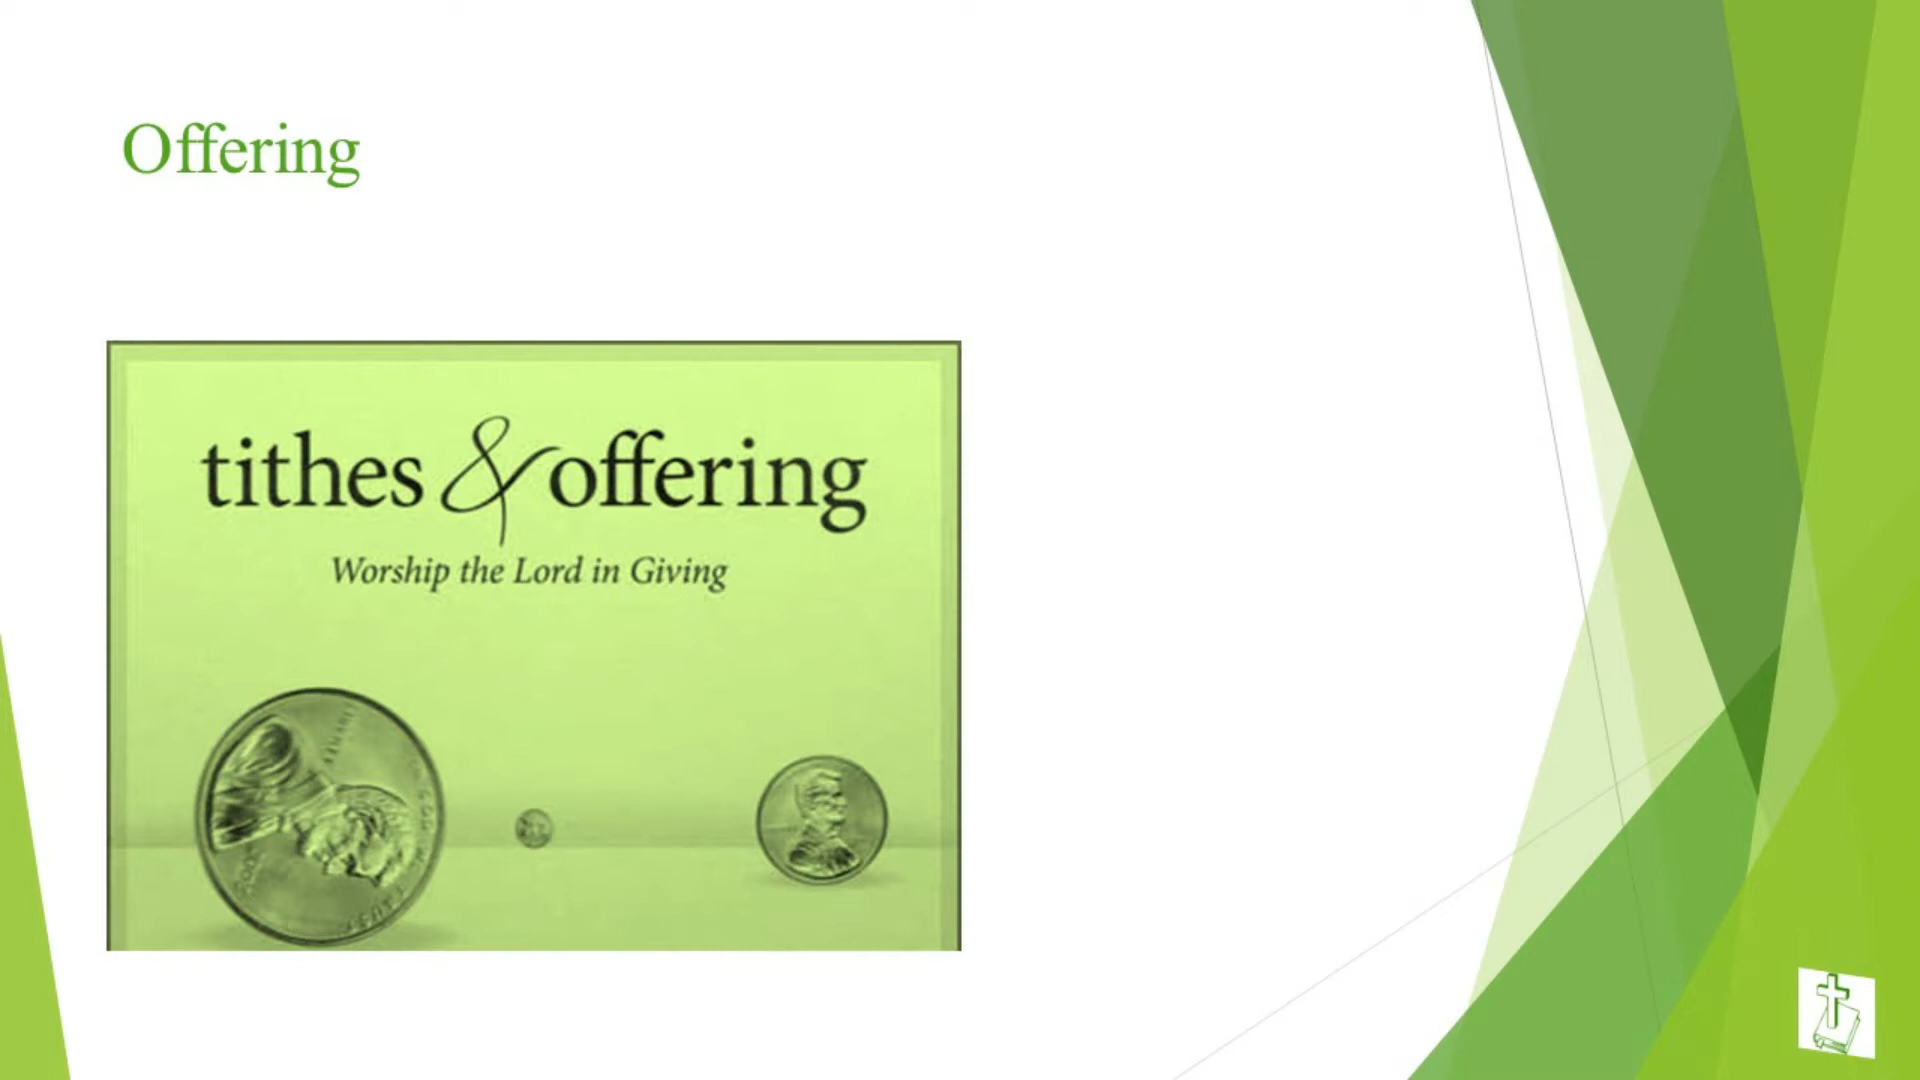 Offering
tithes & offering
Worship the Lord in Giving